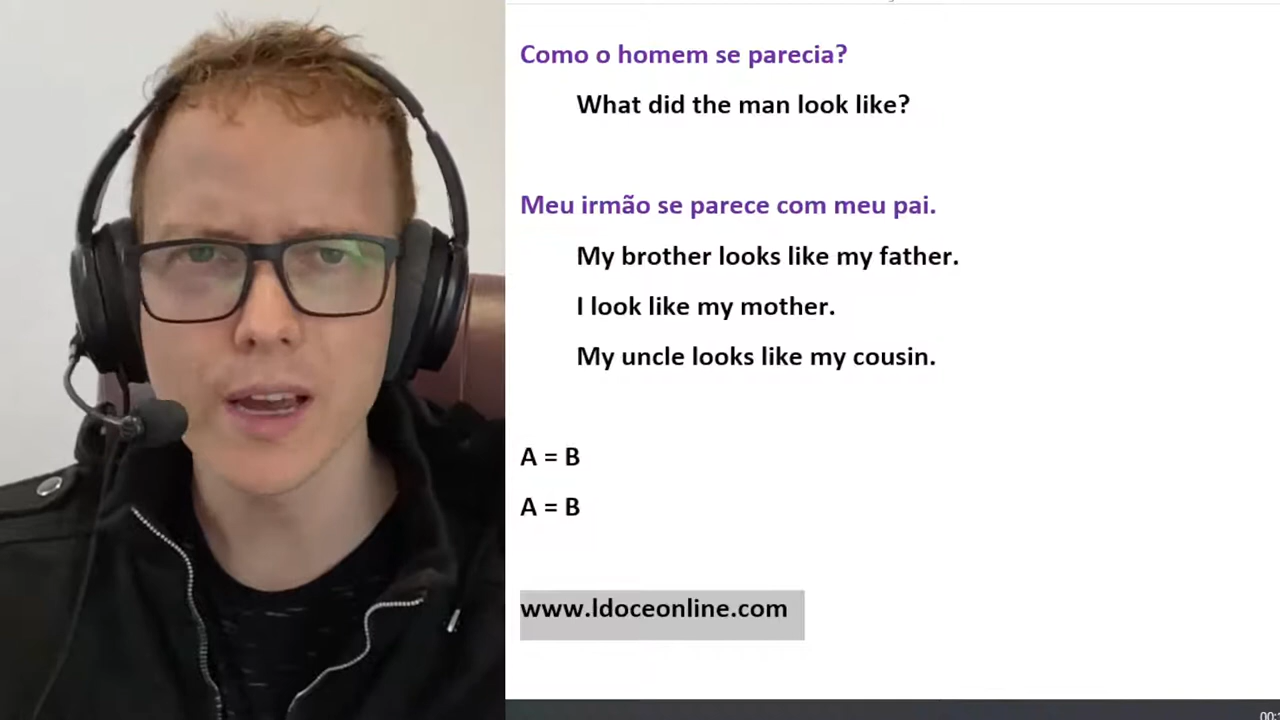 Como o homem se parecia?
What did the man look like?
Meu irmão se parece com meu pai.
My brother looks like my father.
I look like my mother.
My uncle looks like my cousin.
A = B
A = B
www.ldoceonline.com